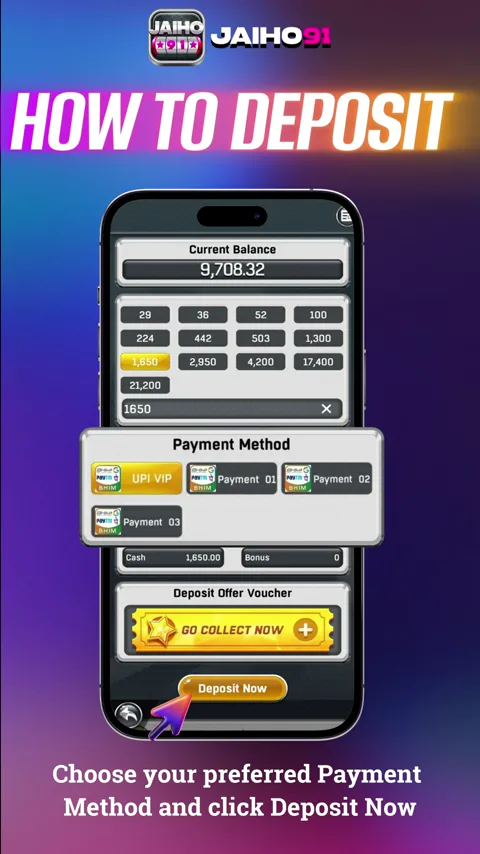 JAIHO
91
JAIHO91
HOW TO DEPOSIT
Current Balance
9,708.32
29 36 52 100
224 442 503 1,300
1,650 2,950 4,200 17,400
21,200
1650 ✕
Payment Method
UPI VIP Payment 01 Payment 02
Payment 03
Cash 1,650.00 Bonus 0
Deposit Offer Voucher
GO COLLECT NOW +
Deposit Now
Choose your preferred Payment
Method and click Deposit Now